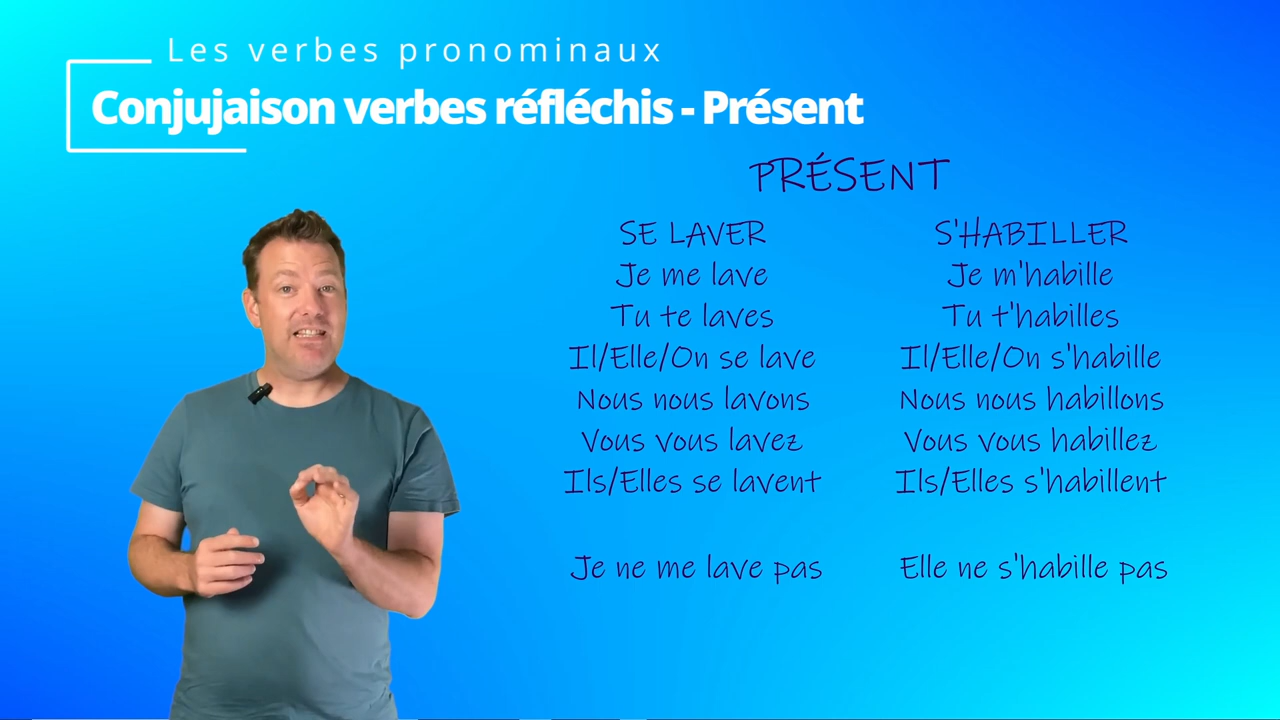 Les verbes pronominaux
Conjujaison verbes réfléchis - Présent
PRÉSENT
SE LAVER
Je me lave
Tu te laves
Il/Elle/On se lave
Nous nous lavons
Vous vous lavez
Ils/Elles se lavent
Je ne me lave pas
S'HABILLER
Je m'habille
Tu t'habilles
Il/Elle/On s'habille
Nous nous habillons
Vous vous habillez
Ils/Elles s'habillent
Elle ne s'habille pas